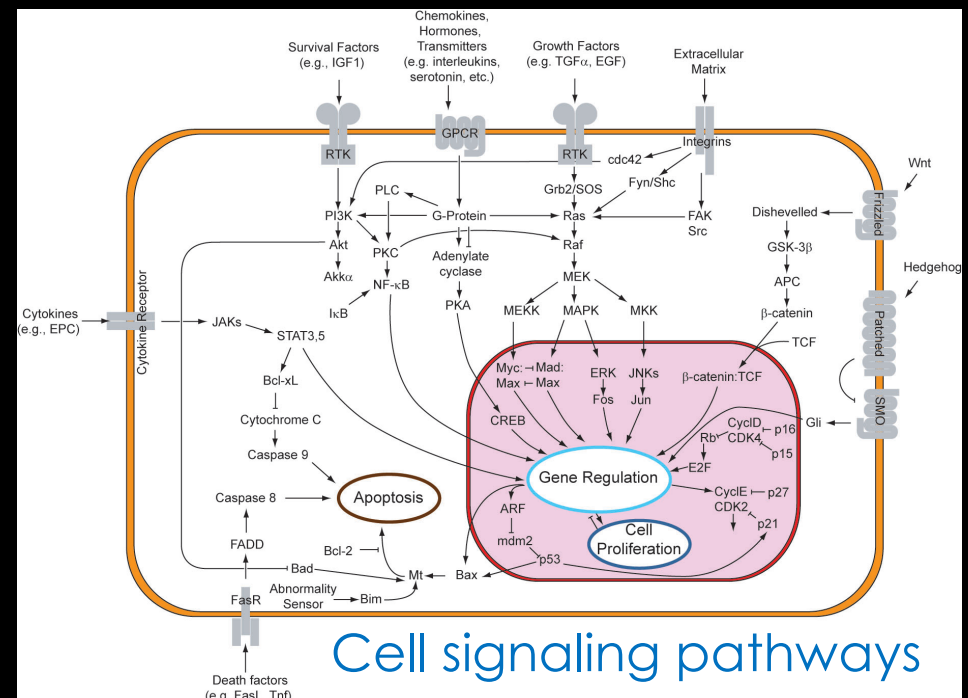 Chemokines,
Hormones,
Transmitters
(e.g. interleukins,
serotonin, etc.)
Survival Factors
(e.g., IGF1)
Growth Factors
(e.g. TGFα, EGF)
Extracellular
Matrix
GPCR
RTK
RTK
Integrins
cdc42
Wnt
Frizzled
PLC
Grb2/SOS
Fyn/Shc
PI3K
G-Protein
Ras
FAK
Src
Dishevelled
Akt
PKC
Adenylate
cyclase
Raf
GSK-3β
Akkα
NF-κB
MEK
APC
Hedgehog
Patched
IκB
PKA
MEKK
MAPK
MKK
β-catenin
Cytokines
(e.g., EPC)
Cytokine Receptor
JAKs
STAT3,5
TCF
Myc:
Max
Mad:
Max
ERK
Fos
JNKs
Jun
β-catenin:TCF
Bcl-xL
Cytochrome C
Caspase 9
CREB
Rb
CyclD
CDK4
p16
p15
Gli
SMO
E2F
Gene Regulation
Caspase 8
Apoptosis
CyclE
CDK2
p27
p21
ARF
mdm2
p53
Cell
Proliferation
FADD
Bcl-2
Bad
Mt
Bax
FasR
Abnormality
Sensor
Bim
Cell signaling pathways
Death factors
(e.g. FasL, Tnf)